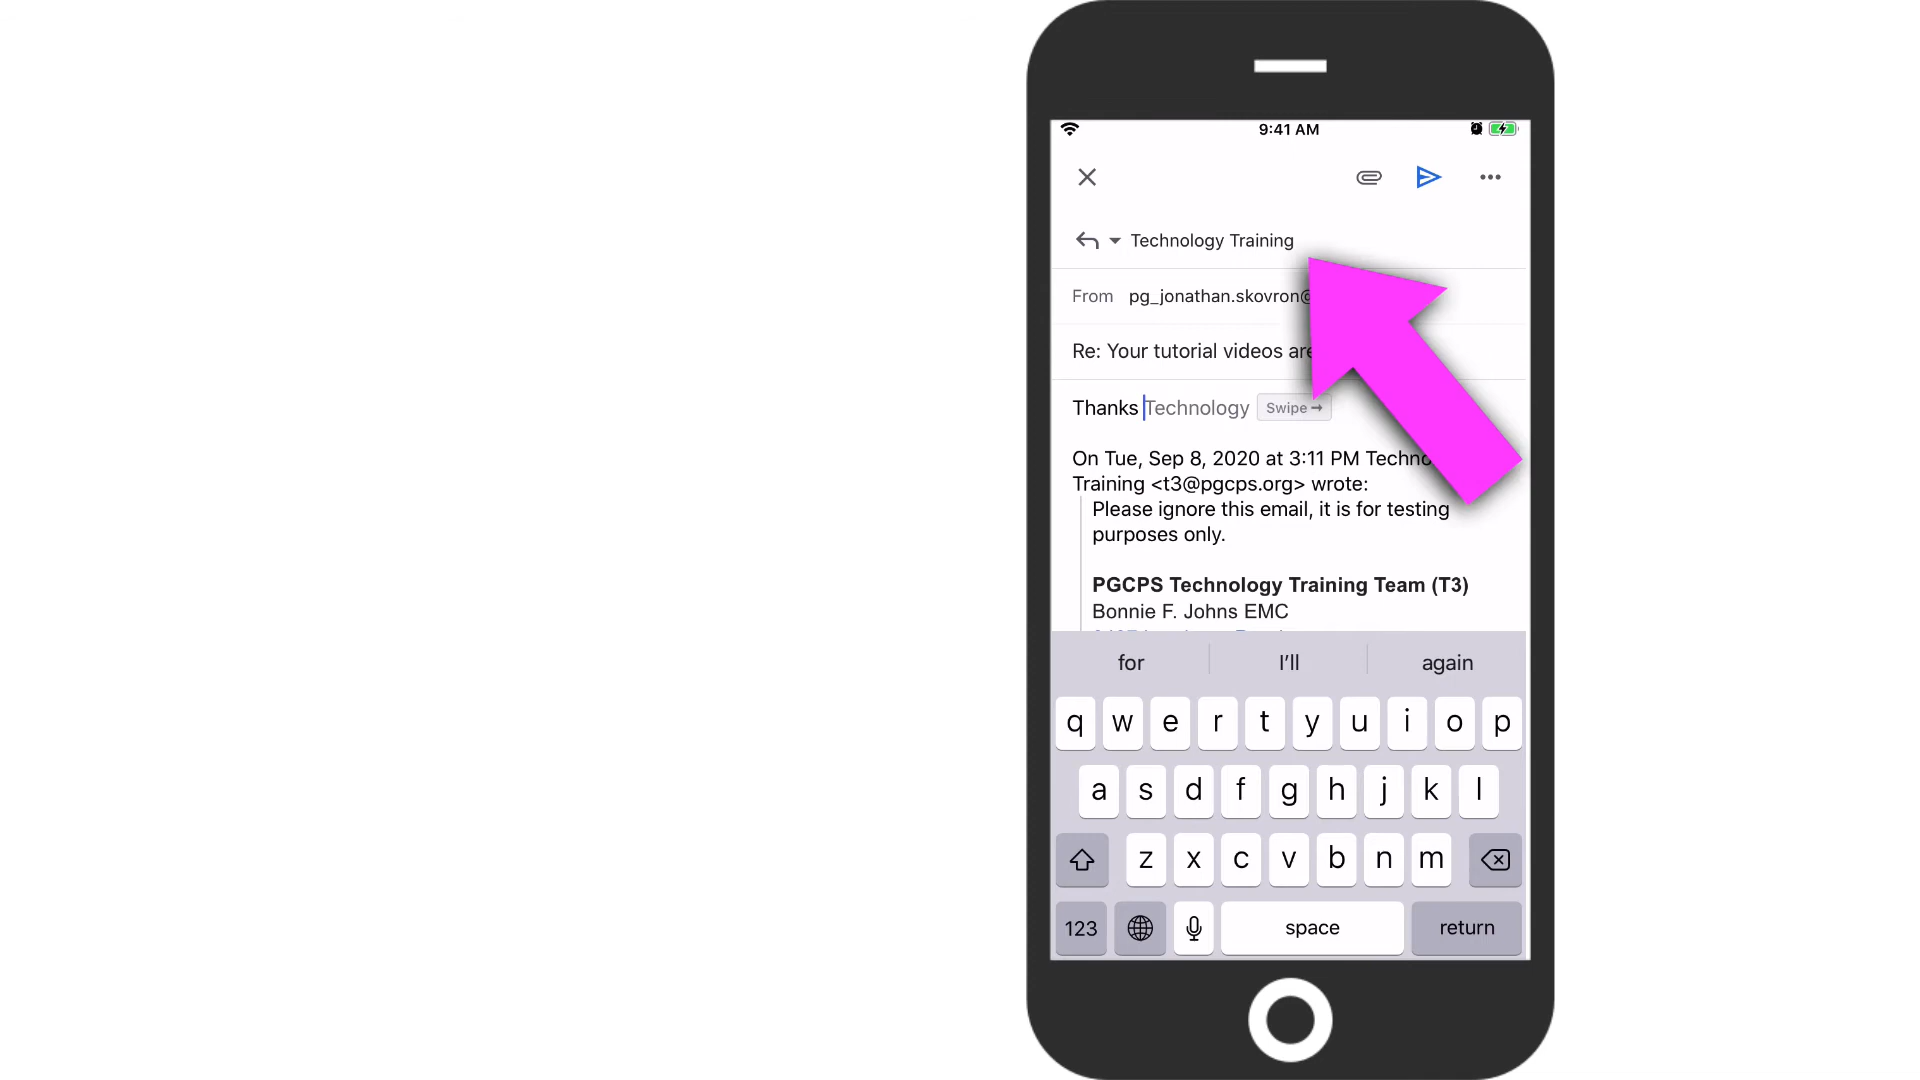 9:41 AM
Technology Training
From pg_jonathan.skovron@
Re: Your tutorial videos are
Thanks Technology Swipe ➞
On Tue, Sep 8, 2020 at 3:11 PM Techno
Training <t3@pgcps.org> wrote:
Please ignore this email, it is for testing
purposes only.
PGCPS Technology Training Team (T3)
Bonnie F. Johns EMC
for I'll again
q w e r t y u i o p
a s d f g h j k l
z x c v b n m
123 space return